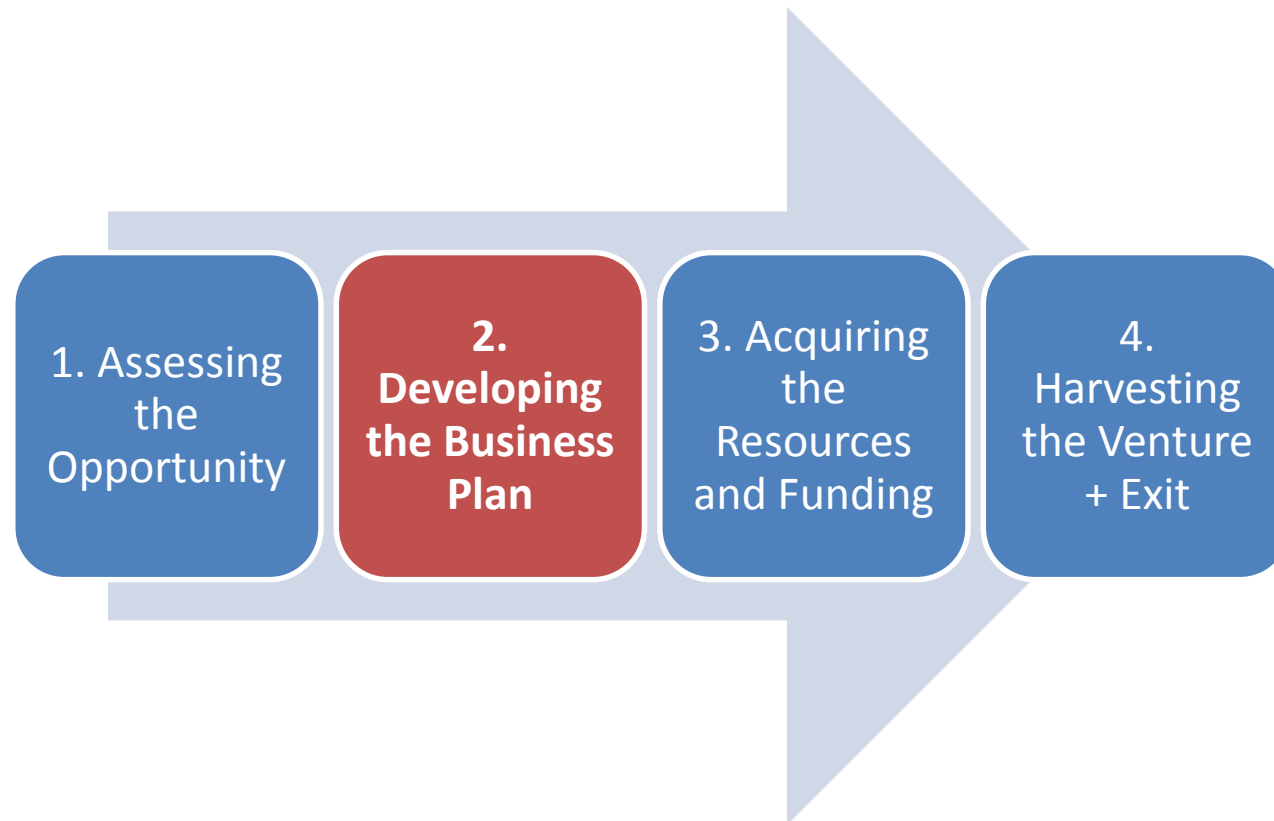 1. Assessing
the
Opportunity
2.
Developing
the Business
Plan
3. Acquiring
the
Resources
and Funding
4.
Harvesting
the Venture
+ Exit